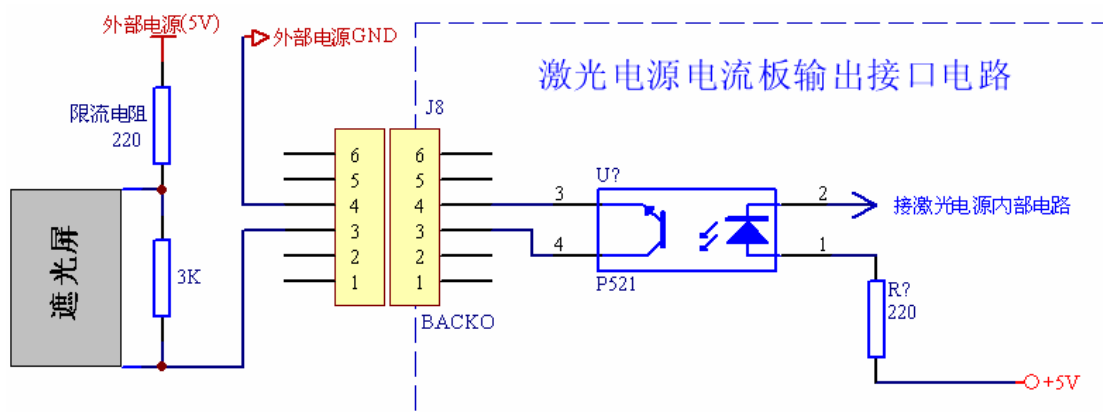 外部电源(5V)
外部电源GND
激光电源电流板输出接口电路
限流电阻
220
J8
6
5
4
3
2
1
6
5
4
3
2
1
U?
3
4
2
1
接激光电源内部电路
遮光屏
3K
P521
BACKO
R?
220
+5V